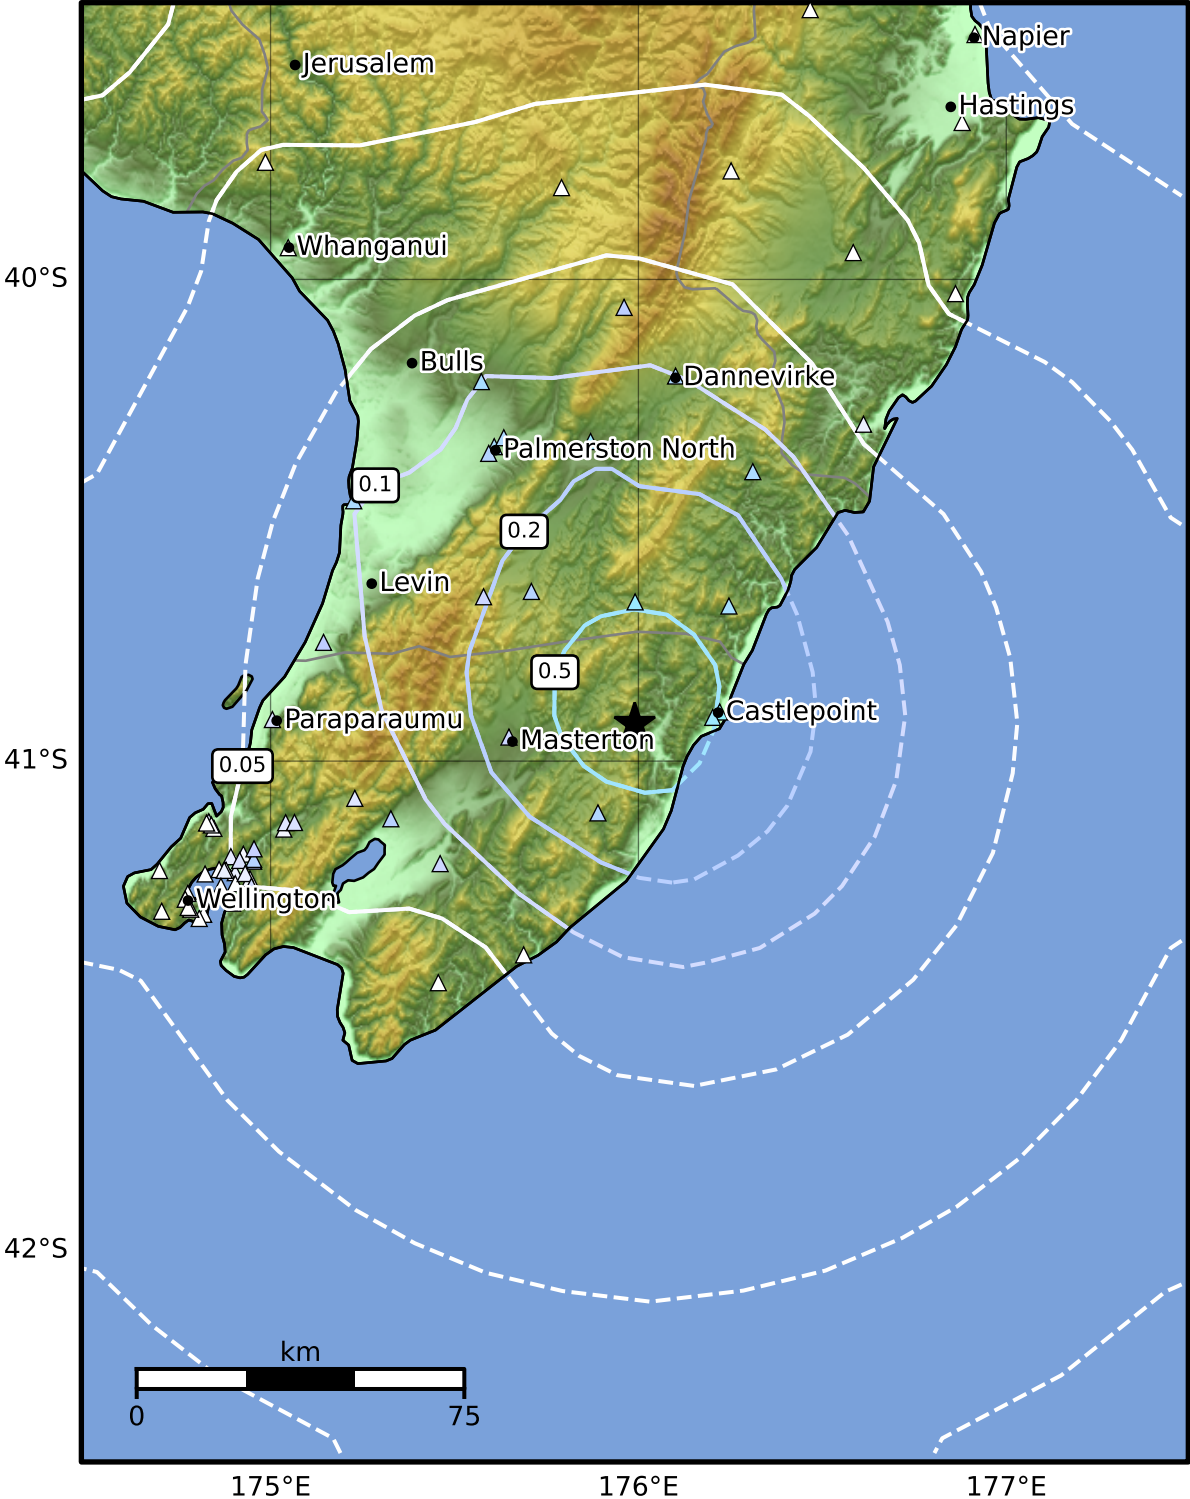 Napier
Jerusalem
Hastings
Whanganui
40°S
Bulls
Dannevirke
Palmerston North
0.1
0.2
Levin
0.5
Castlepoint
Paraparaumu
Masterton
41°S
0.05
Wellington
42°S
km
0
75
175°E
176°E
177°E